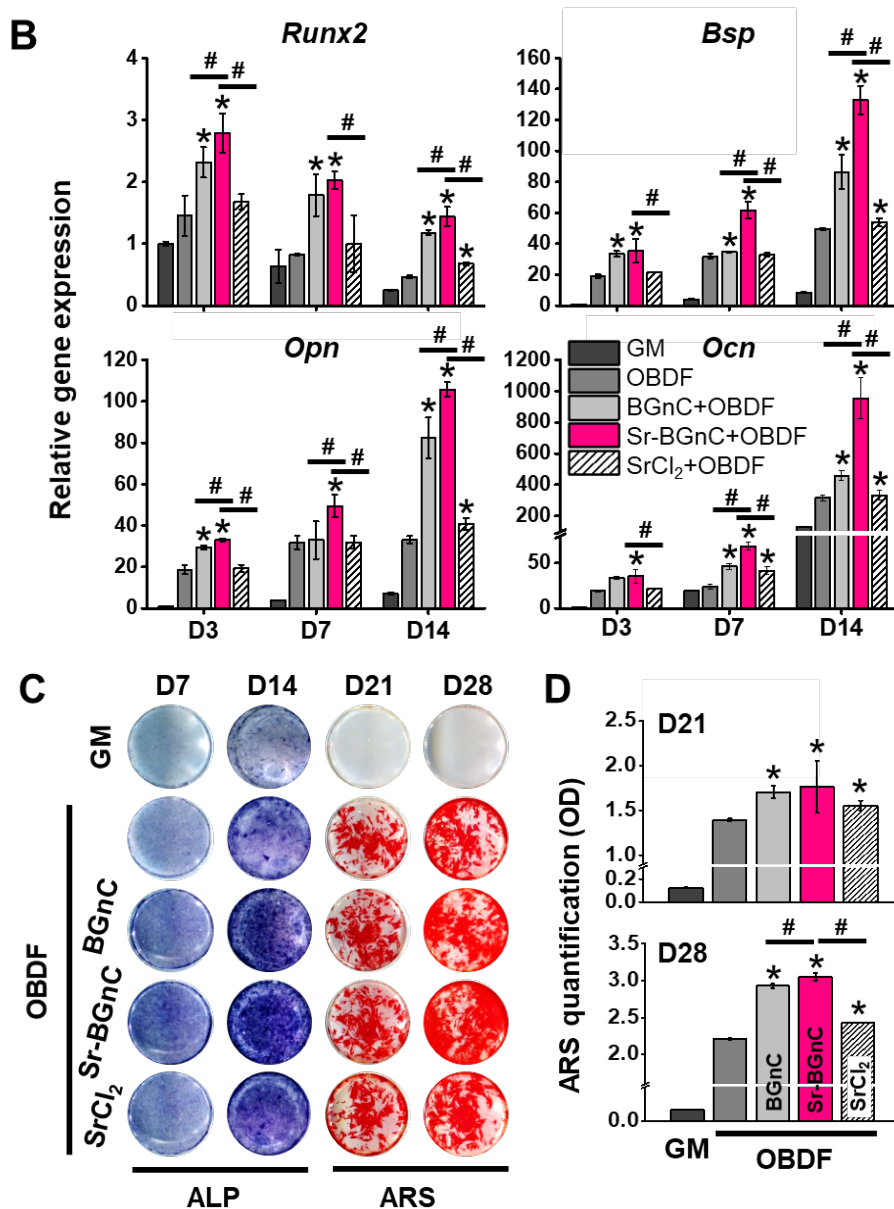 B
Runx2
Bsp
Relative gene expression
4
3
2
1
0
# #
* *
#
* *
# #
* * *
160
140
120
100
80
60
40
20
0
#
* *
# #
* *
# #
* * *
Opn
Ocn
120
100
80
60
40
20
0
# #
* *
# #
*
# #
* * *
D3 D7 D14
GM
OBDF
BGnC+OBDF
Sr-BGnC+OBDF
SrCl₂+OBDF
1200
1000
800
600
400
200
50
0
#
*
# #
* * *
# #
* * *
D3 D7 D14
C
D7 D14 D21 D28
GM
OBDF
BGnC
Sr-BGnC
SrCl₂
ALP ARS
D
ARS quantification (OD)
D21
2.5
2.0
1.5
1.0
0.2
0.0
* * *
D28
3.5
3.0
2.5
2.0
0.0
# #
* * *
BGnC
Sr-BGnC
SrCl₂
GM OBDF